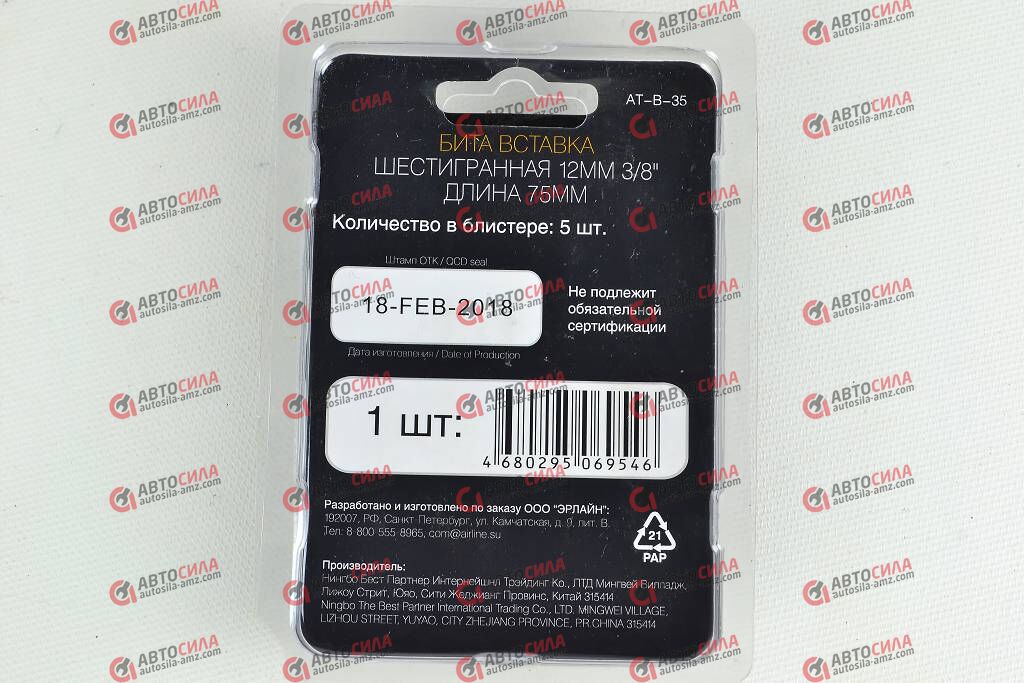 AT-B-35
БИТА ВСТАВКА
ШЕСТИГРАННАЯ 12ММ 3/8"
ДЛИНА 75ММ
Количество в блистере: 5 шт.
Штамп ОТК / QCD seal
18-FEB-2018
Дата изготовления / Date of Production
Не подлежит
обязательной
сертификации
1 шт:
4 680295 069546
Разработано и изготовлено по заказу ООО "ЭРЛАЙН":
192007, РФ, Санкт-Петербург, ул. Камчатская, д. 9, лит. В.
Тел: 8 800 555 8965, com@airline.su
21
PAP
Производитель:
Нингбо Бест Партнер Интернейшнл Трэйдинг Ко., ЛТД Мингвей Вилладж,
Лижоу Стрит, Юяо, Сити Жеджианг Провинс, Китай 315414
Ningbo The Best Partner International Trading Co., LTD. MINGWEI VILLAGE,
LIZHOU STREET, YUYAO, CITY ZHEJIANG PROVINCE, P.R. CHINA 315414
АВТОСИЛА
autosila-amz.com